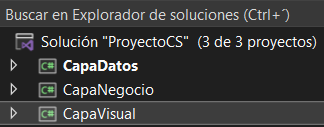 Buscar en Explorador de soluciones (Ctrl+´)
Solución "ProyectoCS" (3 de 3 proyectos)
C# CapaDatos
C# CapaNegocio
C# CapaVisual